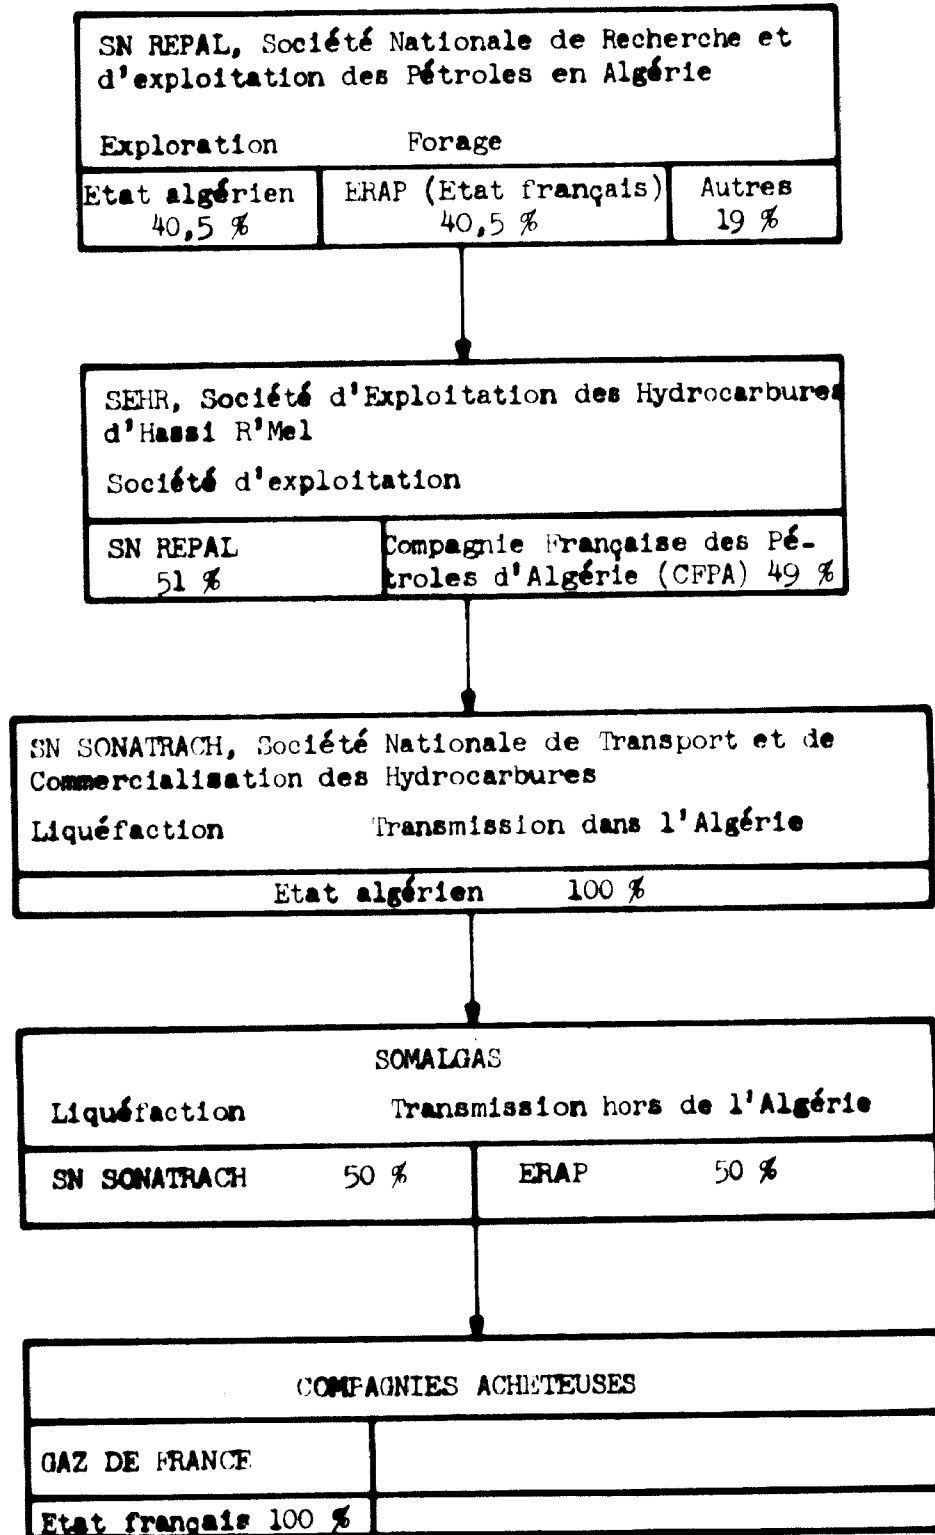 SN REPAL, Société Nationale de Recherche et
d'exploitation des Pétroles en Algérie
Exploration Forage
Etat algérien ERAP (Etat français) Autres
40,5 % 40,5 % 19 %
SEHR, Société d'Exploitation des Hydrocarbures
d'Hassi R'Mel
Société d'exploitation
SN REPAL Compagnie Française des Pé-
51 % troles d'Algérie (CFPA) 49 %
SN SONATRACH, Société Nationale de Transport et de
Commercialisation des Hydrocarbures
Liquéfaction Transmission dans l'Algérie
Etat algérien 100 %
SOMALGAS
Liquéfaction Transmission hors de l'Algérie
SN SONATRACH 50 % ERAP 50 %
COMPAGNIES ACHETEUSES
GAZ DE FRANCE
Etat français 100 %